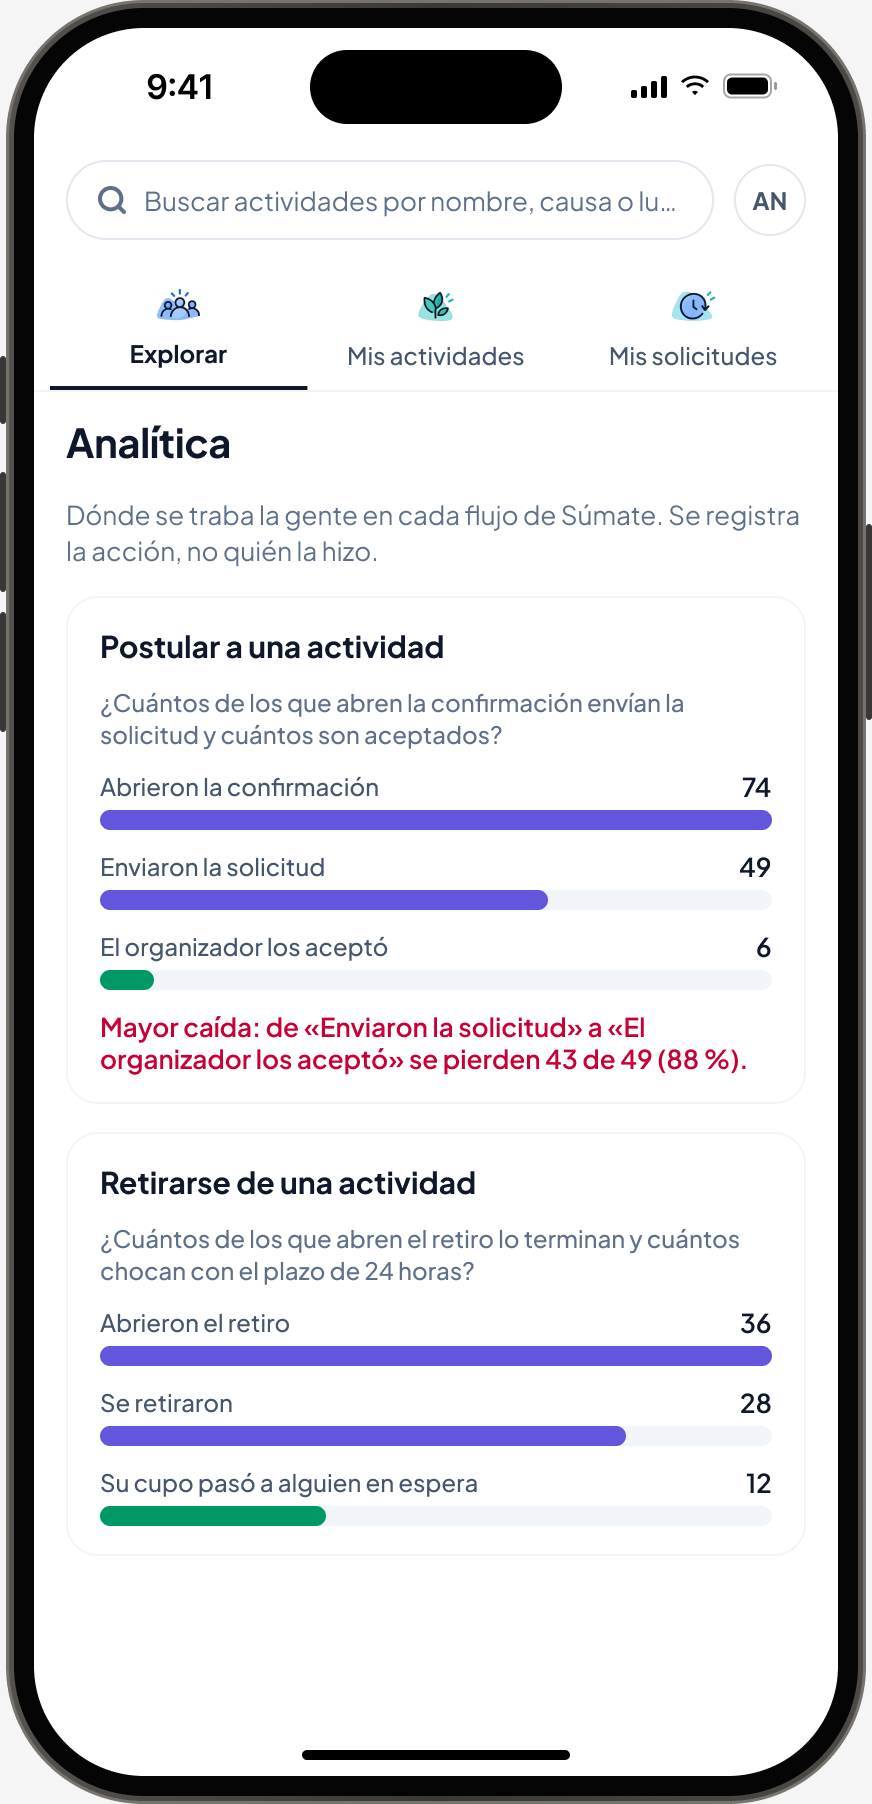 9:41
Buscar actividades por nombre, causa o lu...
AN
Explorar
Mis actividades
Mis solicitudes
Analítica
Dónde se traba la gente en cada flujo de Súmate. Se registra
la acción, no quién la hizo.
Postular a una actividad
¿Cuántos de los que abren la confirmación envían la
solicitud y cuántos son aceptados?
Abrieron la confirmación 74
Enviaron la solicitud 49
El organizador los aceptó 6
Mayor caída: de «Enviaron la solicitud» a «El
organizador los aceptó» se pierden 43 de 49 (88 %).
Retirarse de una actividad
¿Cuántos de los que abren el retiro lo terminan y cuántos
chocan con el plazo de 24 horas?
Abrieron el retiro 36
Se retiraron 28
Su cupo pasó a alguien en espera 12